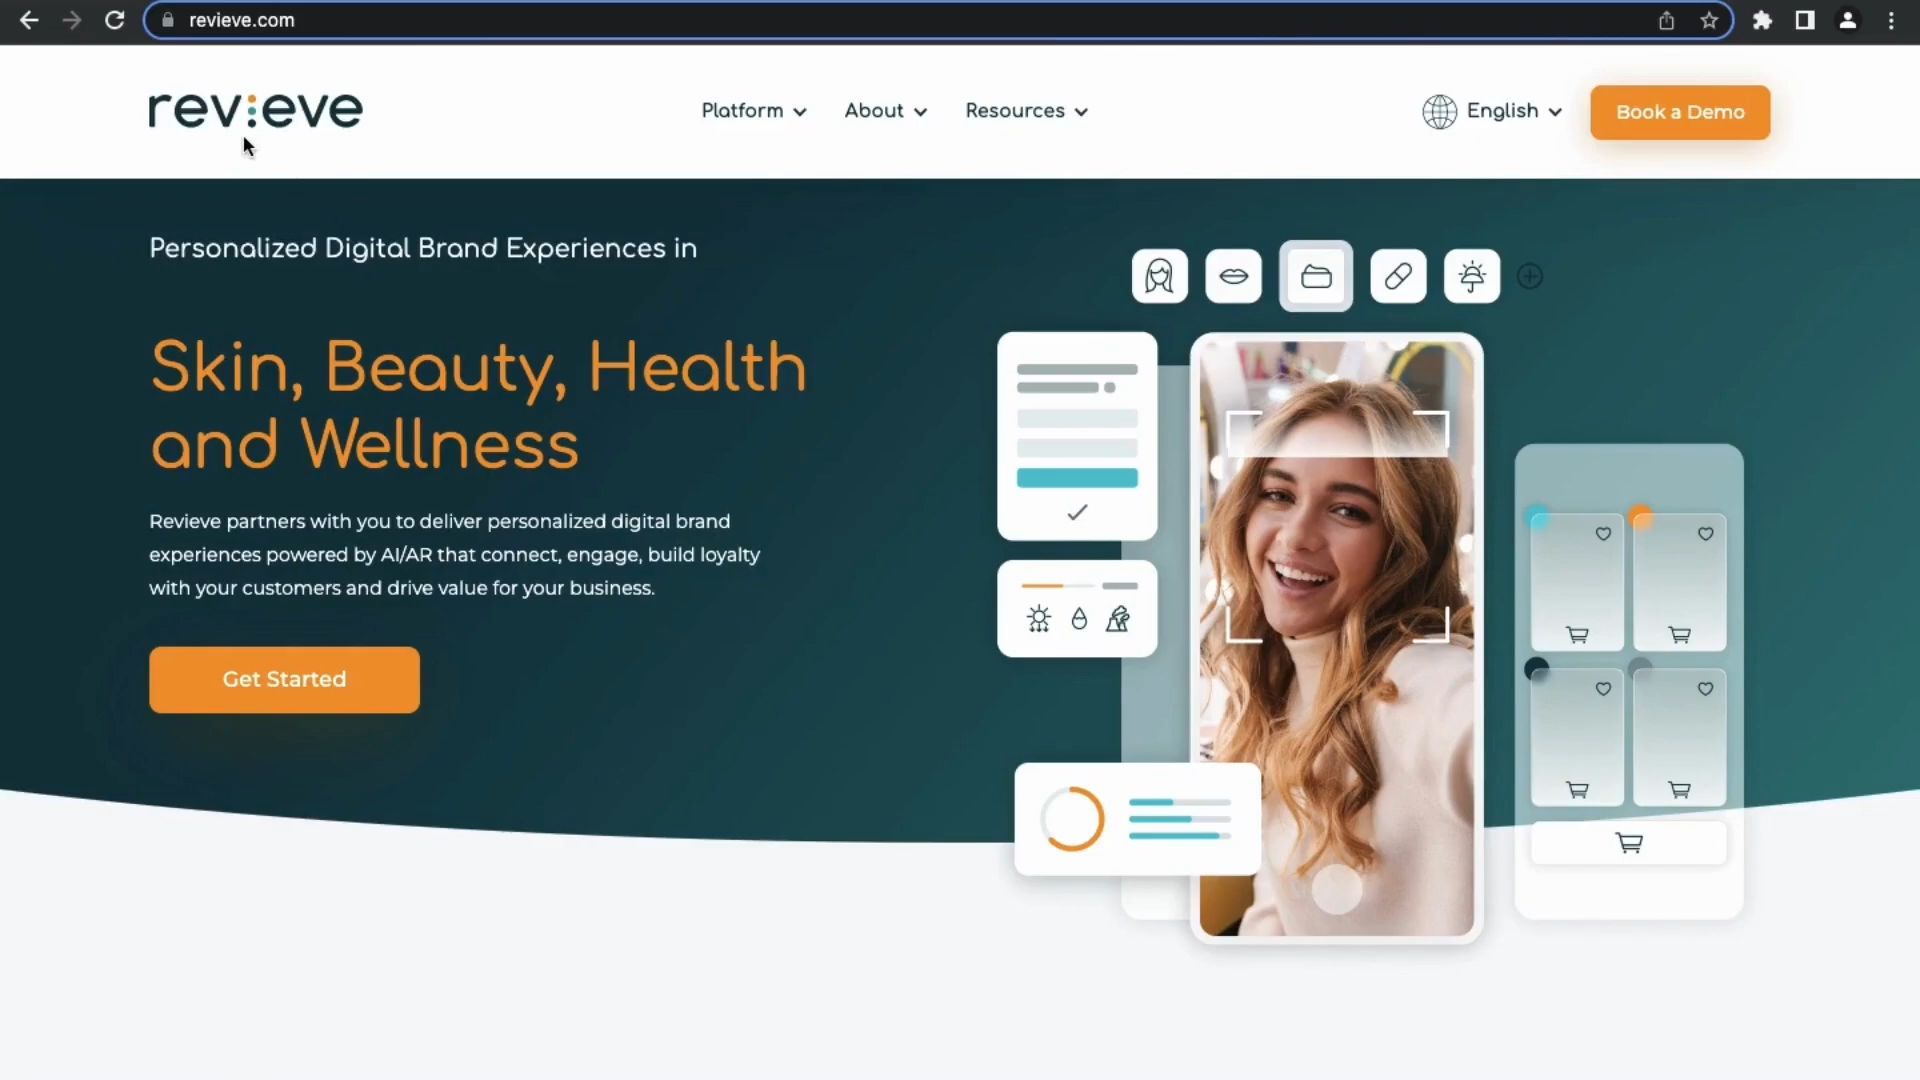 revieve.com
revieve
Platform
About
Resources
English
Book a Demo
Personalized Digital Brand Experiences in
Skin, Beauty, Health
and Wellness
Revieve partners with you to deliver personalized digital brand
experiences powered by AI/AR that connect, engage, build loyalty
with your customers and drive value for your business.
Get Started